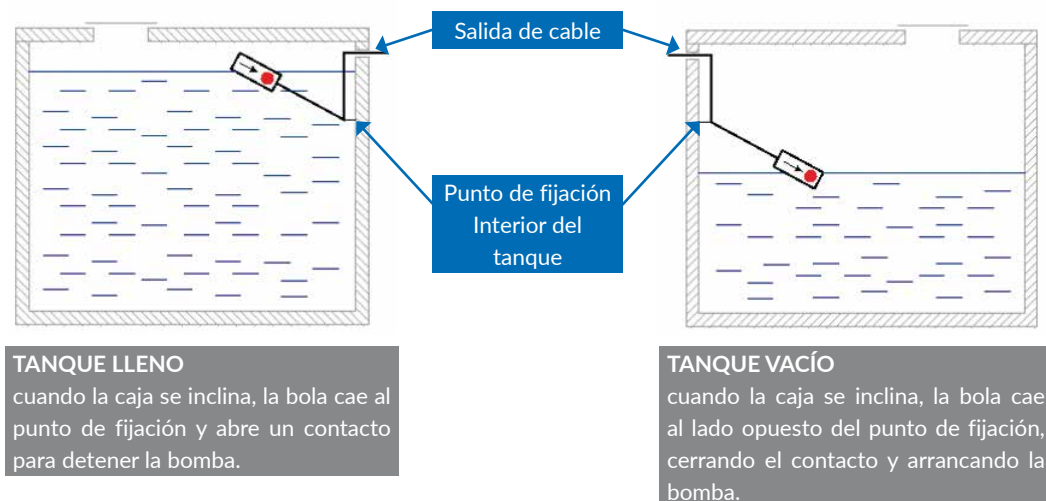 Salida de cable
Punto de fijación
Interior del
tanque
TANQUE LLENO
cuando la caja se inclina, la bola cae al
punto de fijación y abre un contacto
para detener la bomba.
TANQUE VACÍO
cuando la caja se inclina, la bola cae
al lado opuesto del punto de fijación,
cerrando el contacto y arrancando la
bomba.